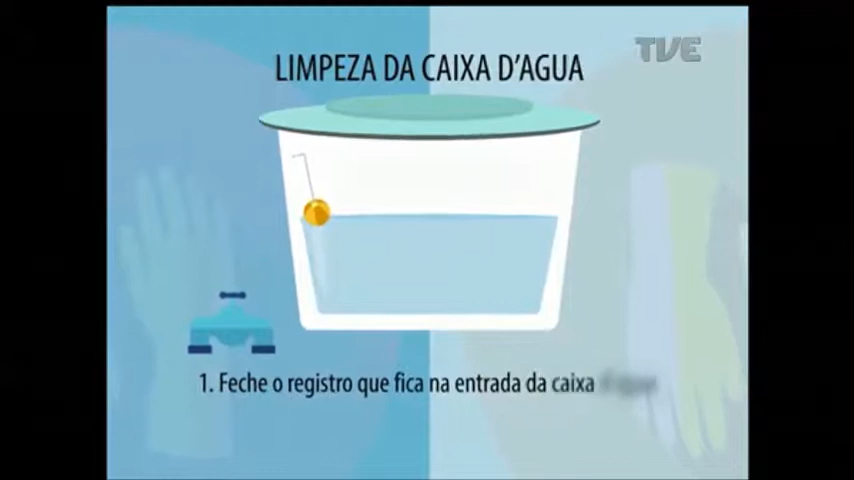 TVE
LIMPEZA DA CAIXA D'AGUA
1. Feche o registro que fica na entrada da caixa